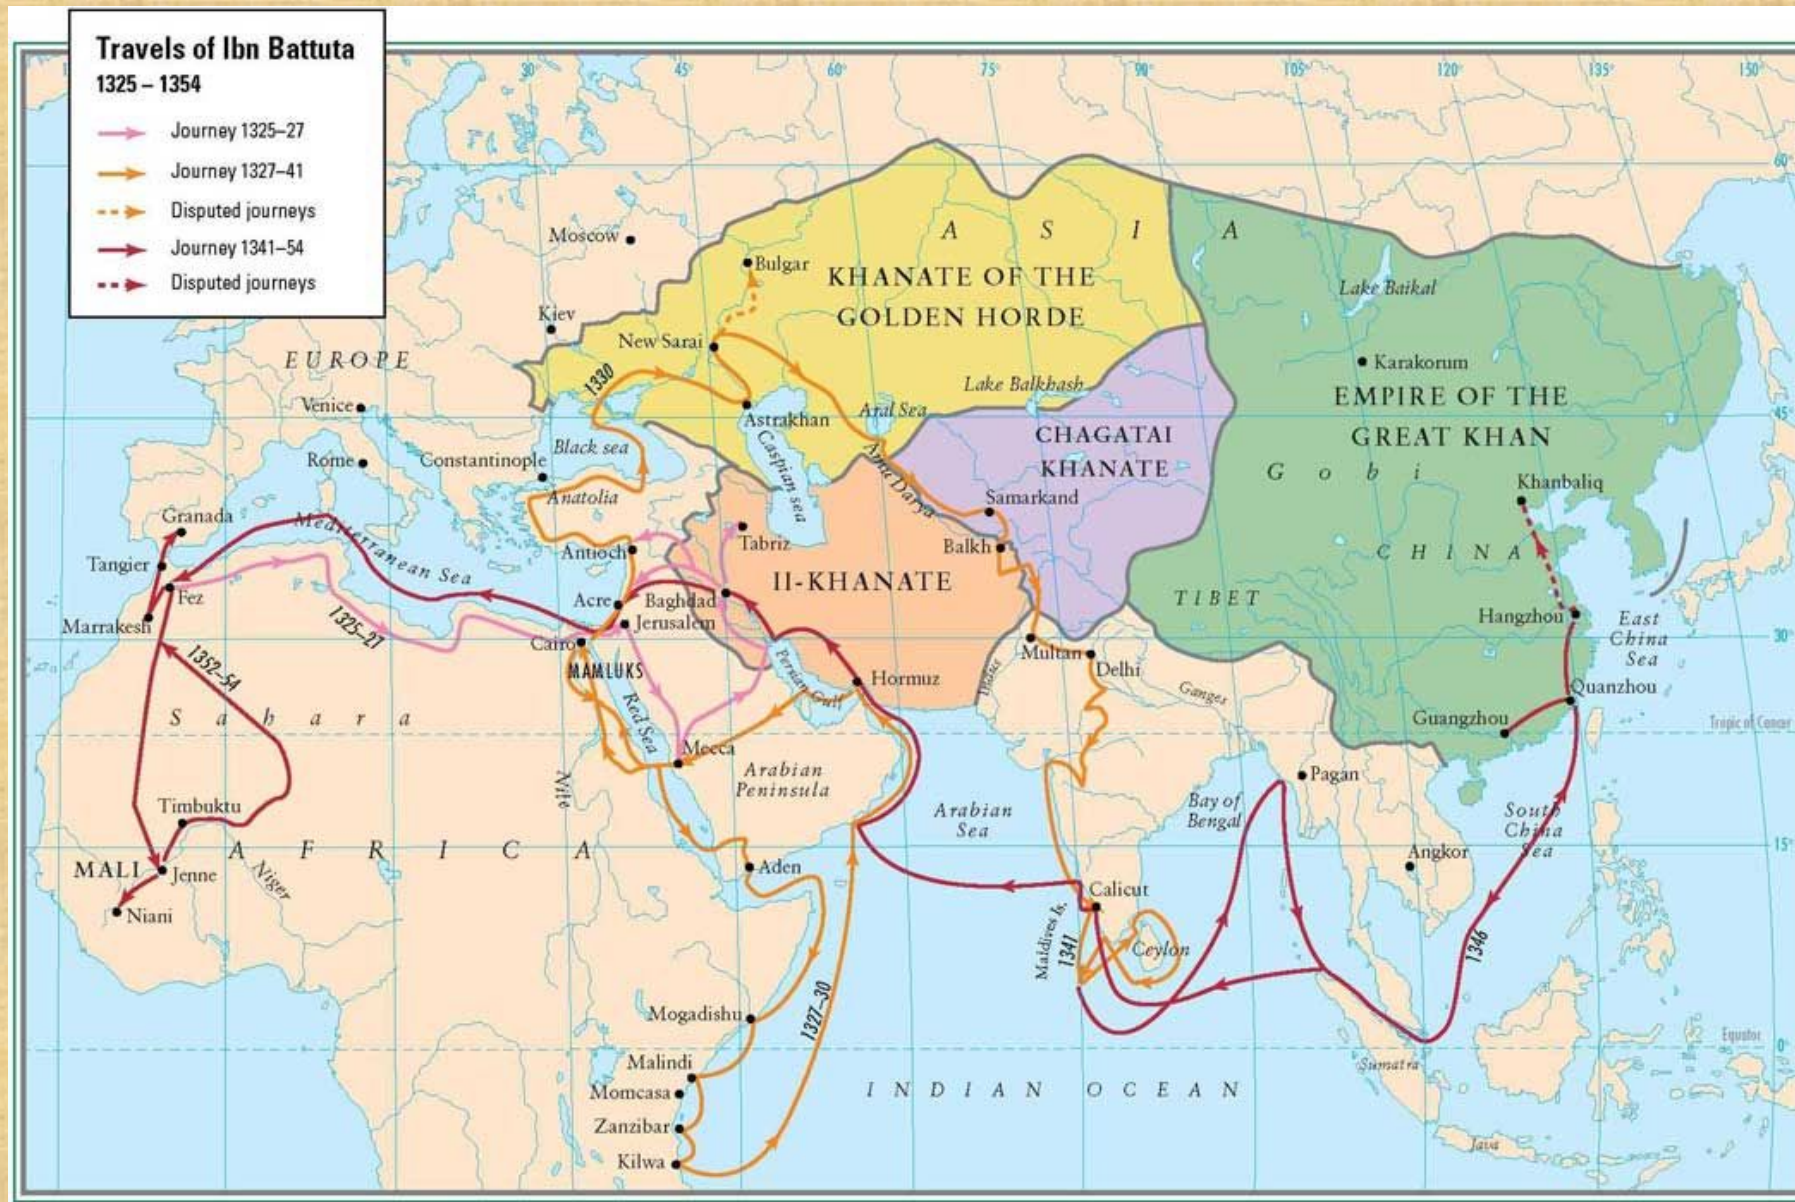 Travels of Ibn Battuta
1325 – 1354
Journey 1325–27
Journey 1327–41
Disputed journeys
Journey 1341–54
Disputed journeys
30°
45°
60°
75°
90°
105°
120°
135°
150°
60°
A S I A
Moscow
Bulgar
KHANATE OF THE
GOLDEN HORDE
Lake Baikal
Kiev
New Sarai
EUROPE
1330
Lake Balkhash
Karakorum
EMPIRE OF THE
GREAT KHAN
Venice
Astrakhan
Aral Sea
45°
CHAGATAI
KHANATE
Rome
Constantinople
Black sea
Caspian sea
Amu Darya
Gobi
Khanbaliq
Anatolia
Samarkand
Granada
Mediterranean Sea
Tabriz
Antioch
Balkh
CHINA
Tangier
Fez
Il-KHANATE
TIBET
Acre
Baghdad
Jerusalem
Marrakesh
1325–27
Hangzhou
East
China
Sea
30°
Cairo
MAMLUKS
Multan
Delhi
1352–54
Persian Gulf
Hormuz
Indus
Ganges
Quanzhou
Sahara
Red Sea
Guangzhou
Tropic of Cancer
Mecca
Nile
Arabian
Peninsula
Pagan
Timbuktu
Arabian
Sea
Bay of
Bengal
South
China
Sea
15°
AFRICA
MALI
Jenne
Niger
Aden
Angkor
Calicut
Niani
Maldives Is.
1341
Ceylon
1346
1327–30
Mogadishu
Equator
0°
Malindi
Sumatra
Momcasa
INDIAN OCEAN
Zanzibar
Java
Kilwa